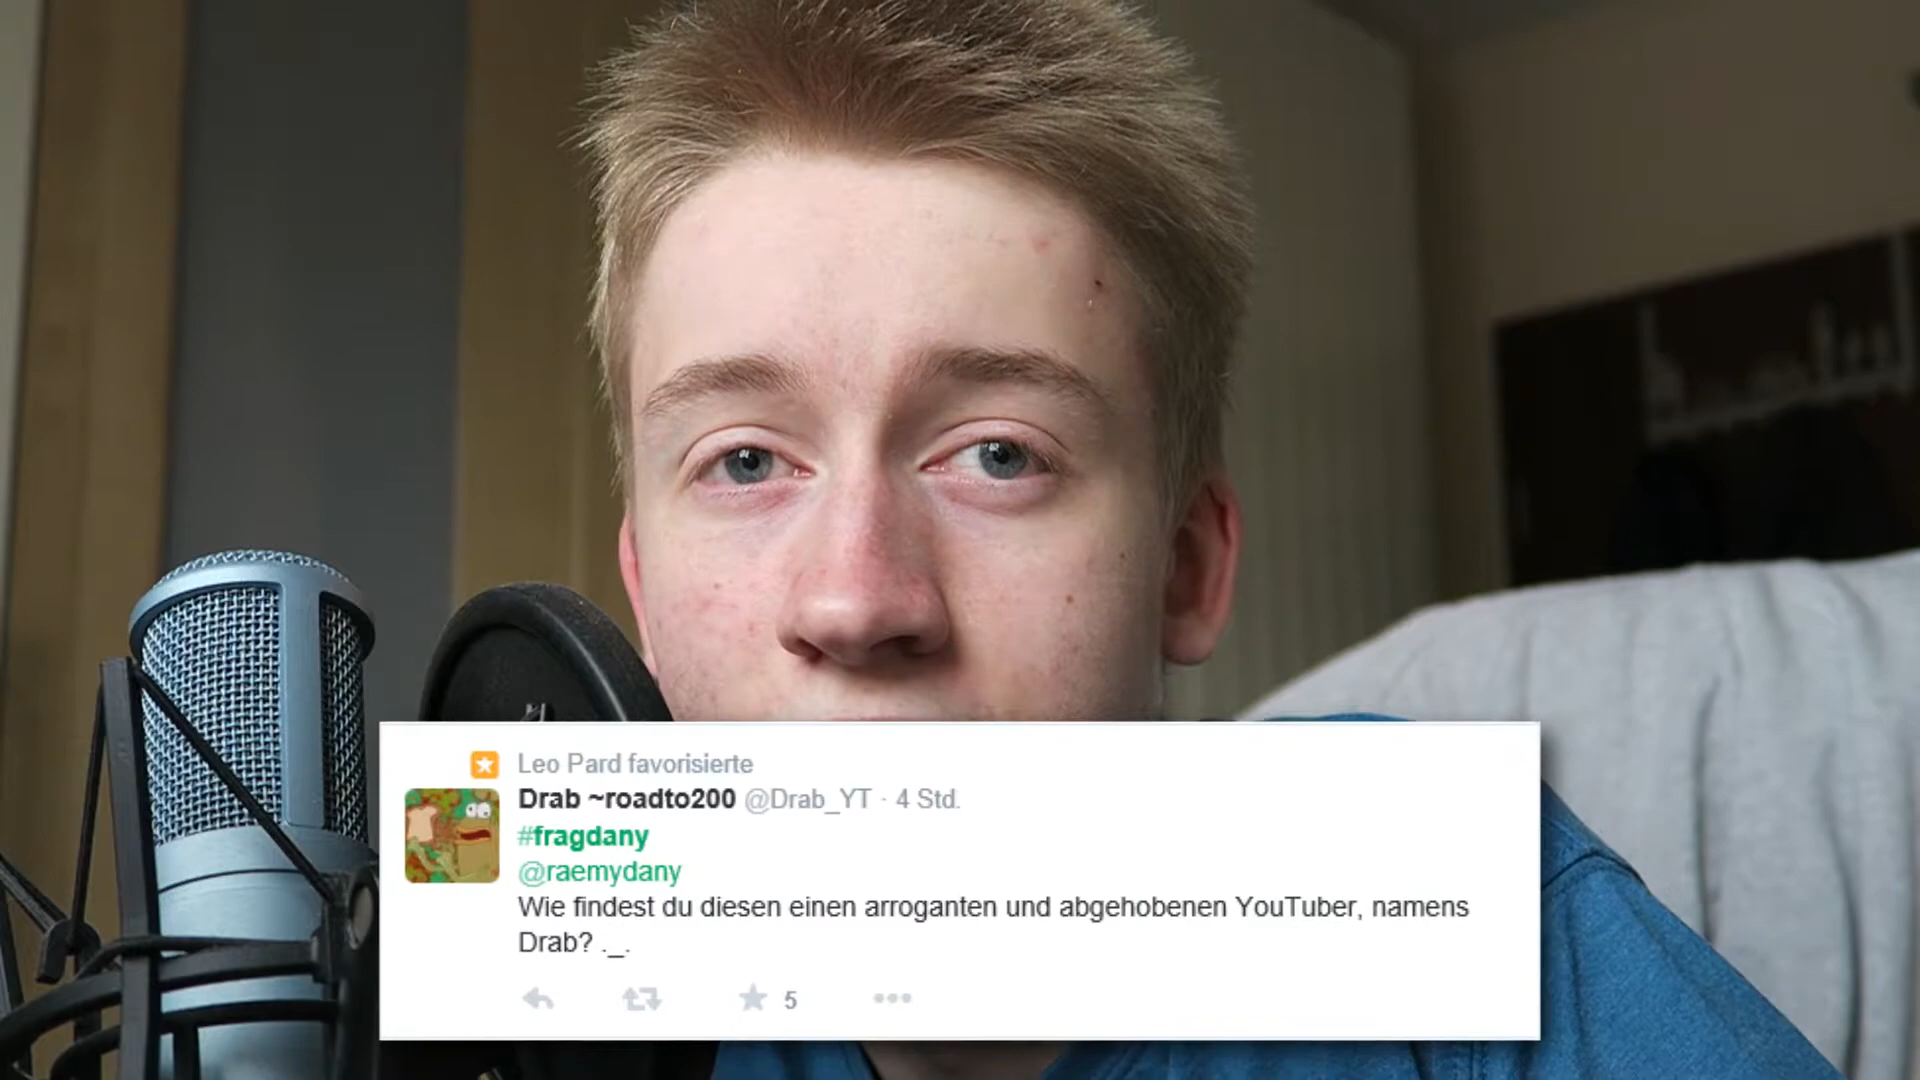 Leo Pard favorisierte
Drab ~roadto200 @Drab_YT · 4 Std.
#fragdany
@raemydany
Wie findest du diesen einen arroganten und abgehobenen YouTuber, namens
Drab? ._.
5